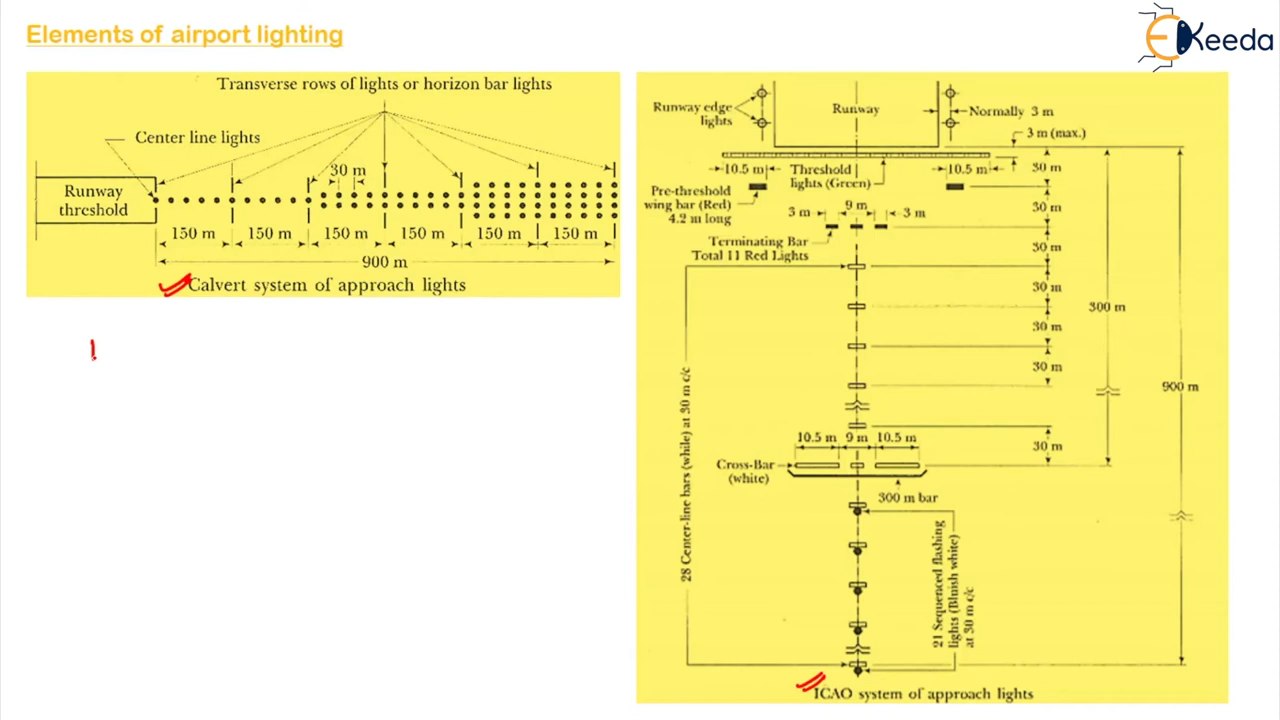 Elements of airport lighting
EKeeda
Transverse rows of lights or horizon bar lights
Center line lights
30 m
Runway
threshold
150 m 150 m 150 m 150 m 150 m 150 m
900 m
Calvert system of approach lights
Runway edge
lights
Runway
Normally 3 m
3 m (max.)
10.5 m
Threshold
lights (Green)
10.5 m
30 m
Pre-threshold
wing bar (Red)
4.2 m long
9 m
3 m
3 m
30 m
Terminating Bar
Total 11 Red Lights
30 m
30 m
300 m
30 m
30 m
900 m
28 Center-line bars (while) at 30 m c/c
10.5 m 9 m 10.5 m
30 m
Cross-Bar
(white)
300 m bar
21 Sequenced flashing
lights (Bluish white)
at 30 m c/c
ICAO system of approach lights